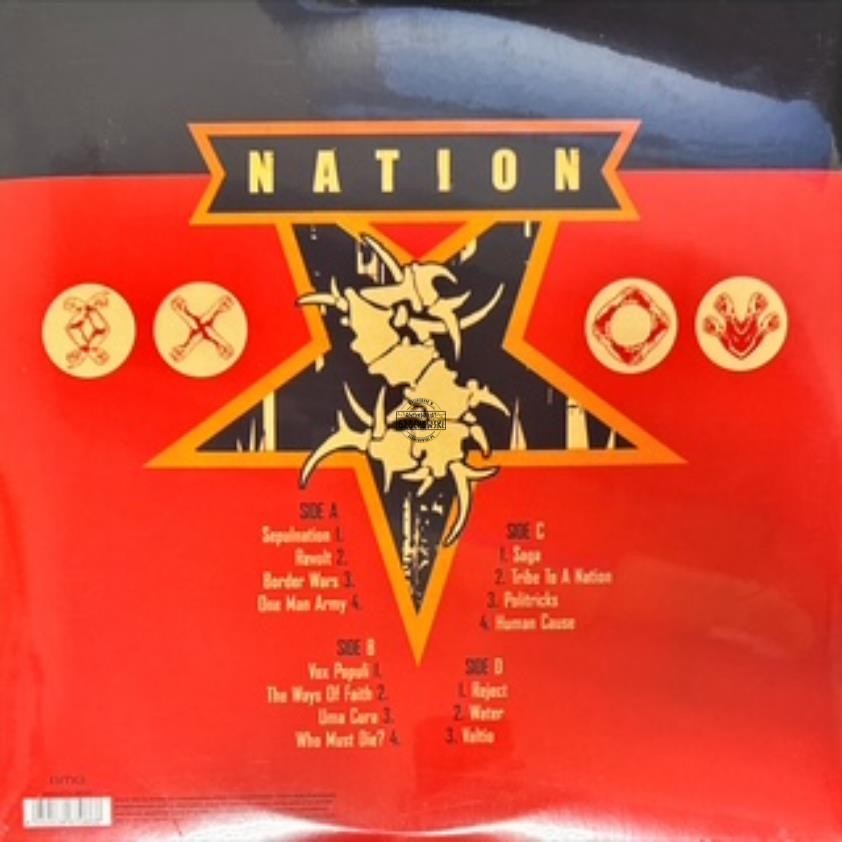 NATION
SIDE A
Sepulnation 1.
Revolt 2.
Border Wars 3.
One Man Army 4.
SIDE B
Vox Populi 1.
The Ways Of Faith 2.
Uma Cura 3.
Who Must Die? 4.
SIDE C
1. Saga
2. Tribe To A Nation
3. Politricks
4. Human Cause
SIDE D
1. Reject
2. Water
3. Valtio